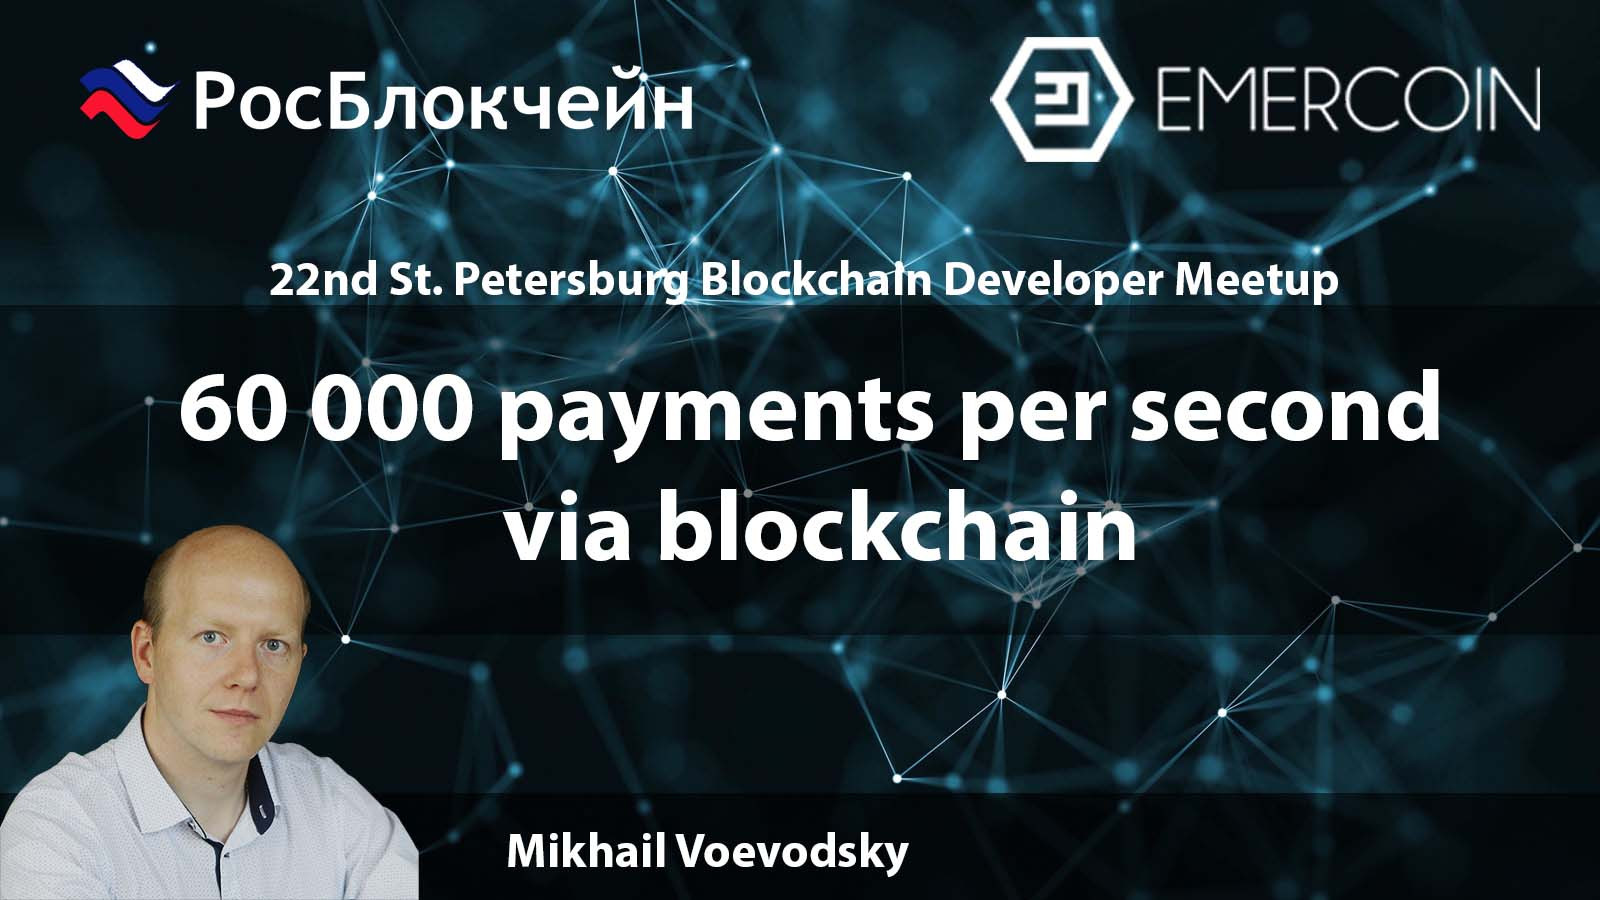 РосБлокчейн
EMERCOIN
22nd St. Petersburg Blockchain Developer Meetup
60 000 payments per second
via blockchain
Mikhail Voevodsky